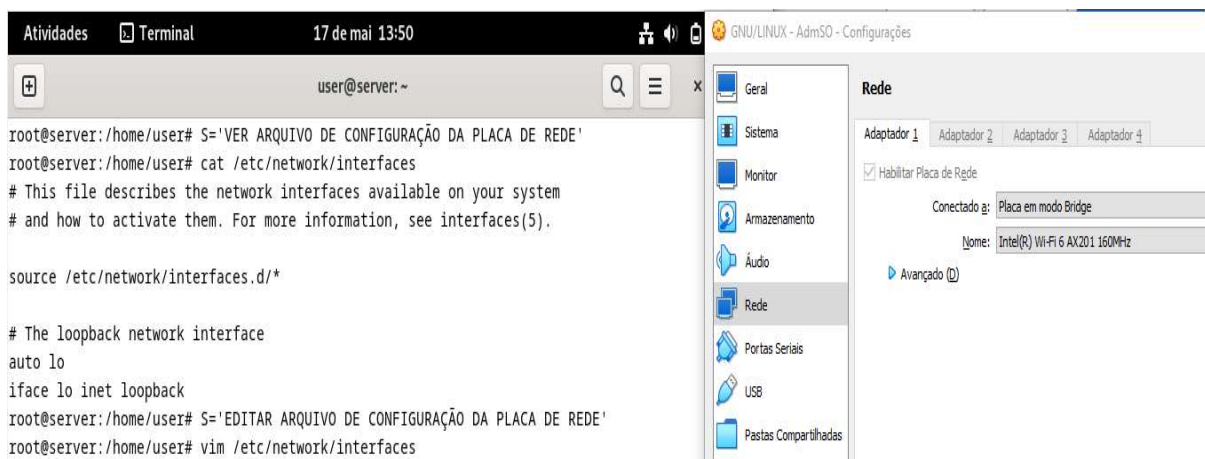 Atividades Terminal 17 de mai 13:50
user@server: ~
root@server:/home/user# S='VER ARQUIVO DE CONFIGURAÇÃO DA PLACA DE REDE'
root@server:/home/user# cat /etc/network/interfaces
# This file describes the network interfaces available on your system
# and how to activate them. For more information, see interfaces(5).
source /etc/network/interfaces.d/*
# The loopback network interface
auto lo
iface lo inet loopback
root@server:/home/user# S='EDITAR ARQUIVO DE CONFIGURAÇÃO DA PLACA DE REDE'
root@server:/home/user# vim /etc/network/interfaces
GNU/LINUX - AdmSO - Configurações
Geral
Sistema
Monitor
Armazenamento
Áudio
Rede
Portas Seriais
USB
Pastas Compartilhadas
Rede
Adaptador 1 Adaptador 2 Adaptador 3 Adaptador 4
Habilitar Placa de Rede
Conectado a: Placa em modo Bridge
Nome: Intel(R) Wi-Fi 6 AX201 160MHz
Avançado (D)